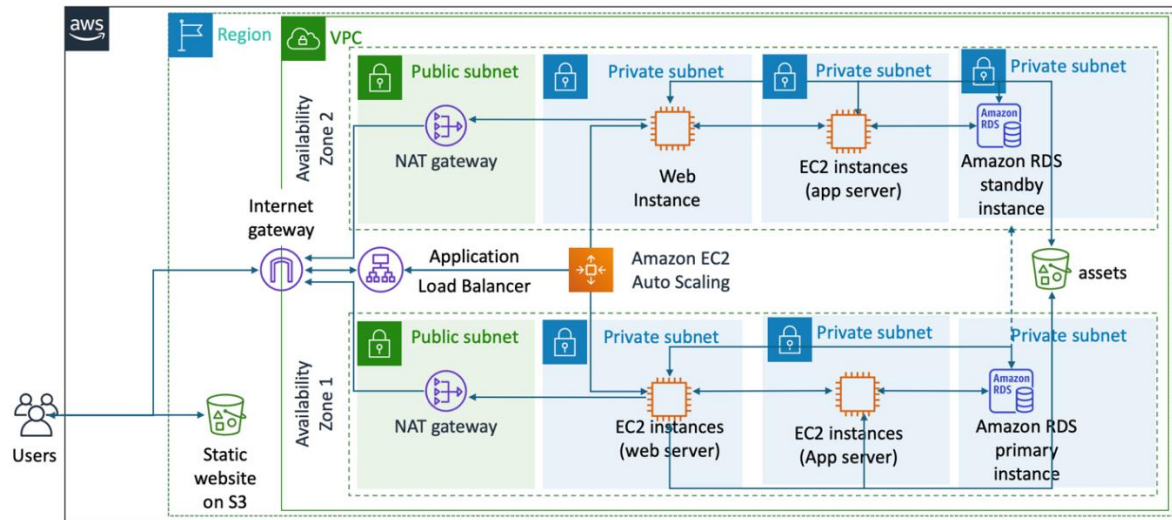 aws
Region
VPC
Availability
Zone 2
Public subnet
NAT gateway
Private subnet
Web
Instance
Private subnet
EC2 instances
(app server)
Private subnet
Amazon
RDS
Amazon RDS
standby
instance
Internet
gateway
Application
Load Balancer
Amazon EC2
Auto Scaling
assets
Availability
Zone 1
Public subnet
NAT gateway
Private subnet
EC2 instances
(web server)
Private subnet
EC2 instances
(App server)
Private subnet
Amazon
RDS
Amazon RDS
primary
instance
Users
Static
website
on S3